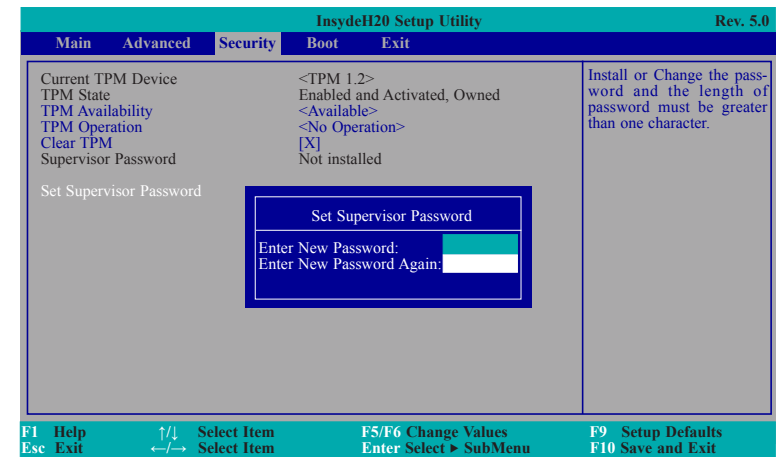 InsydeH20 Setup Utility Rev. 5.0
Main Advanced Security Boot Exit
Current TPM Device <TPM 1.2>
TPM State Enabled and Activated, Owned
TPM Availability <Available>
TPM Operation <No Operation>
Clear TPM [X]
Supervisor Password Not installed
Set Supervisor Password
Install or Change the pass-
word and the length of
password must be greater
than one character.
Set Supervisor Password
Enter New Password:
Enter New Password Again:
F1 Help ↑/↓ Select Item F5/F6 Change Values F9 Setup Defaults
Esc Exit ←/→ Select Item Enter Select ► SubMenu F10 Save and Exit